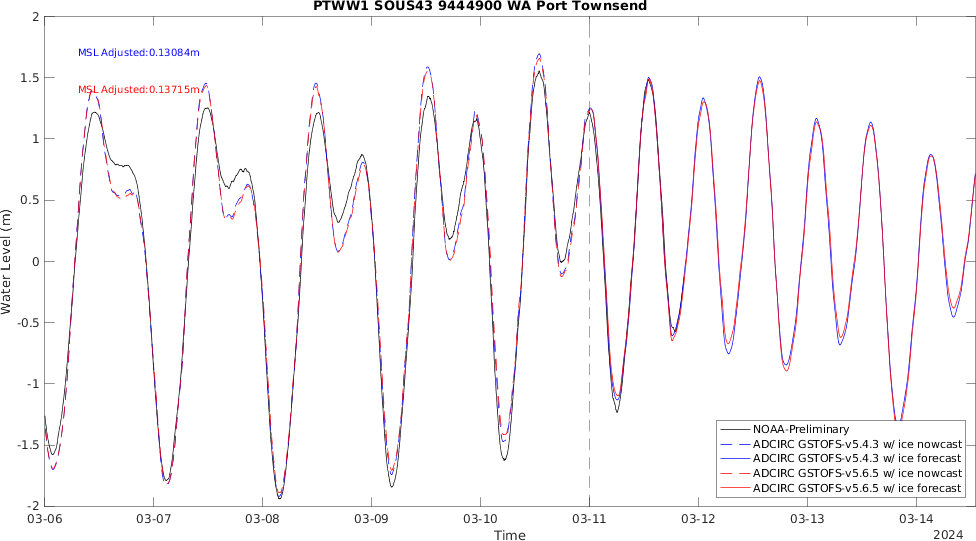 PTWW1 SOUS43 9444900 WA Port Townsend
2
1.5
1
0.5
0
-0.5
-1
-1.5
-2
Water Level (m)
MSL Adjusted:0.13084m
MSL Adjusted:0.13715m
NOAA-Preliminary
ADCIRC GSTOFS-v5.4.3 w/ ice nowcast
ADCIRC GSTOFS-v5.4.3 w/ ice forecast
ADCIRC GSTOFS-v5.6.5 w/ ice nowcast
ADCIRC GSTOFS-v5.6.5 w/ ice forecast
03-06 03-07 03-08 03-09 03-10 03-11 03-12 03-13 03-14
Time
2024